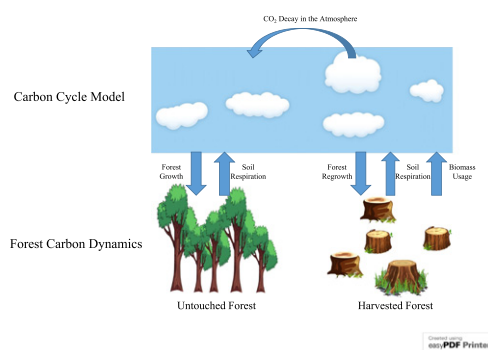 CO₂ Decay in the Atmosphere
Carbon Cycle Model
Forest
Growth
Soil
Respiration
Forest
Regrowth
Soil
Respiration
Biomass
Usage
Forest Carbon Dynamics
Untouched Forest
Harvested Forest
Created using
easyPDF Printer